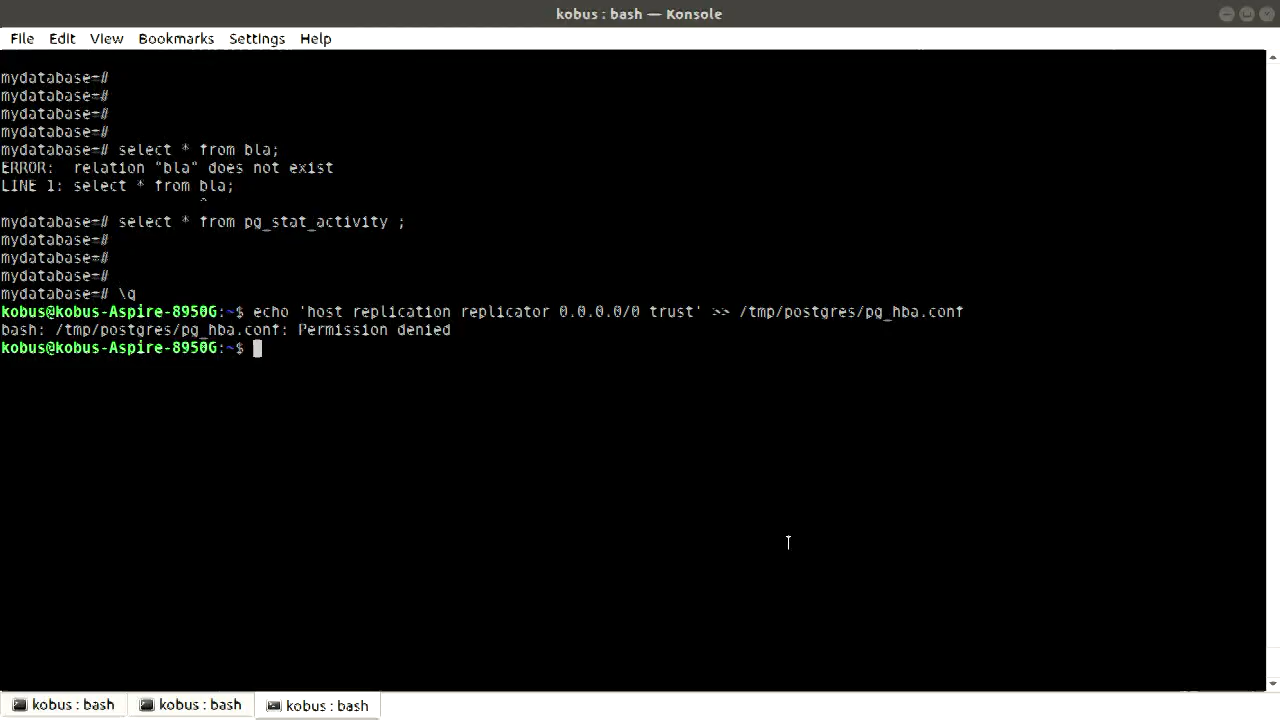 kobus : bash — Konsole
File Edit View Bookmarks Settings Help
mydatabase=#
mydatabase=#
mydatabase=#
mydatabase=#
mydatabase=# select * from bla;
ERROR:  relation "bla" does not exist
LINE 1: select * from bla;
^
mydatabase=# select * from pg_stat_activity ;
mydatabase=#
mydatabase=#
mydatabase=#
mydatabase=# \q
kobus@kobus-Aspire-8950G:~$ echo 'host replication replicator 0.0.0.0/0 trust' >> /tmp/postgres/pg_hba.conf
bash: /tmp/postgres/pg_hba.conf: Permission denied
kobus@kobus-Aspire-8950G:~$
kobus : bash kobus : bash kobus : bash